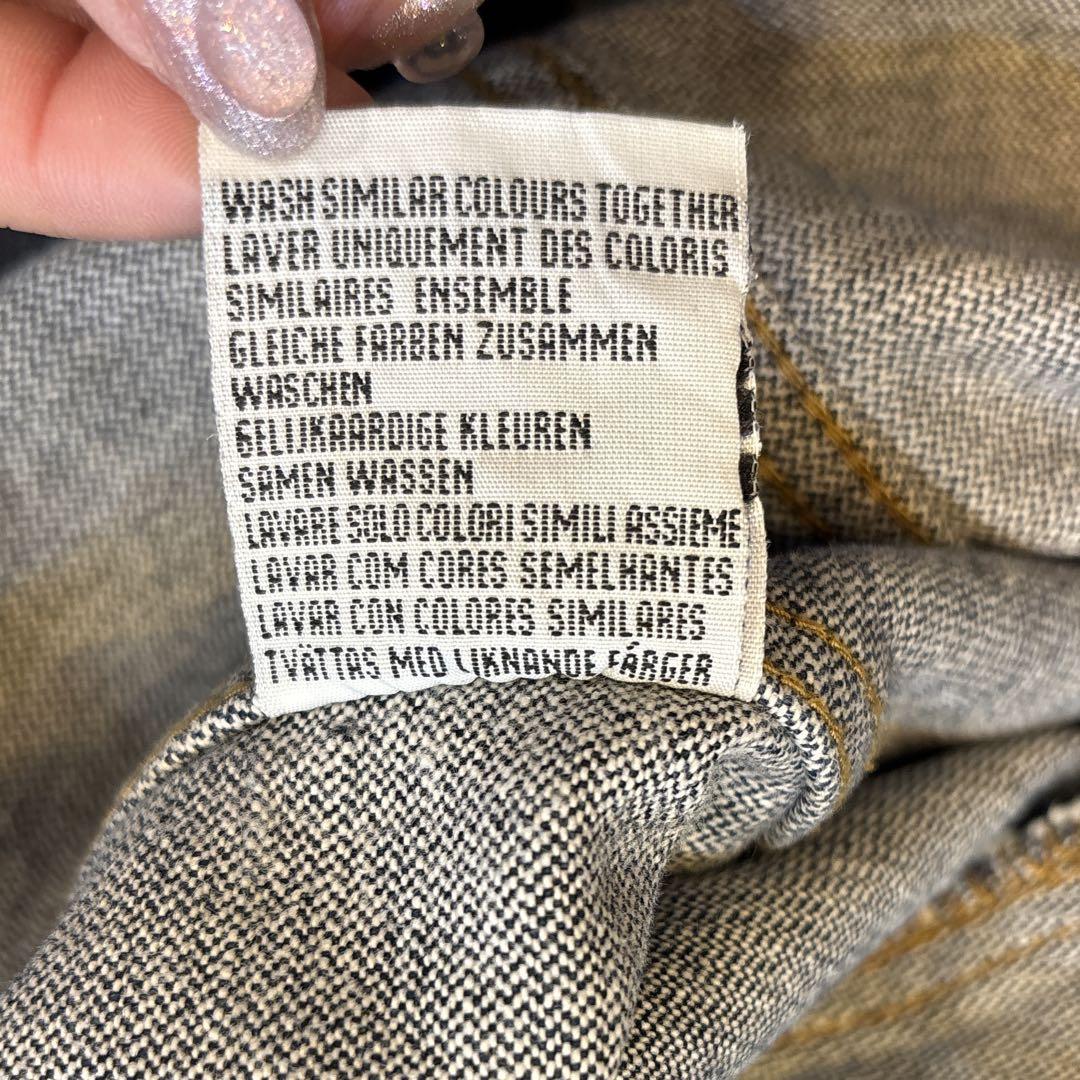 WASH SIMILAR COLOURS TOGETHER
LAVER UNIQUEMENT DES COLORIS
SIMILAIRES ENSEMBLE
GLEICHE FARBEN ZUSAMMEN
WASCHEN
GELIJKAARDIGE KLEUREN
SAMEN WASSEN
LAVARE SOLO COLORI SIMILI ASSIEME
LAVAR COM CORES SEMELHANTES
LAVAR CON COLORES SIMILARES
TVÄTTAS MED LIKNANDE FÁRGER